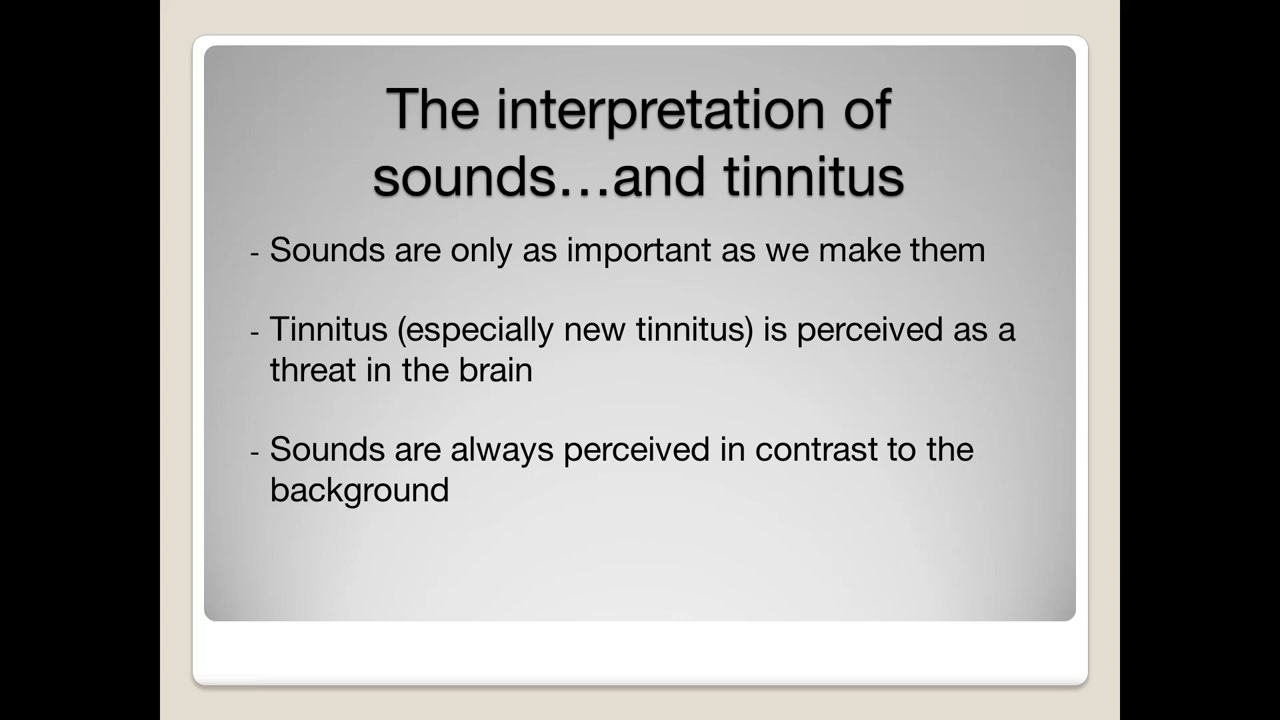 The interpretation of
sounds…and tinnitus
- Sounds are only as important as we make them
- Tinnitus (especially new tinnitus) is perceived as a
threat in the brain
- Sounds are always perceived in contrast to the
background